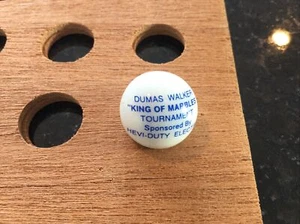 DUMAS WALKER
"KING OF MARBLES
TOURNAMENT
Sponsored By
HEVI-DUTY ELEC